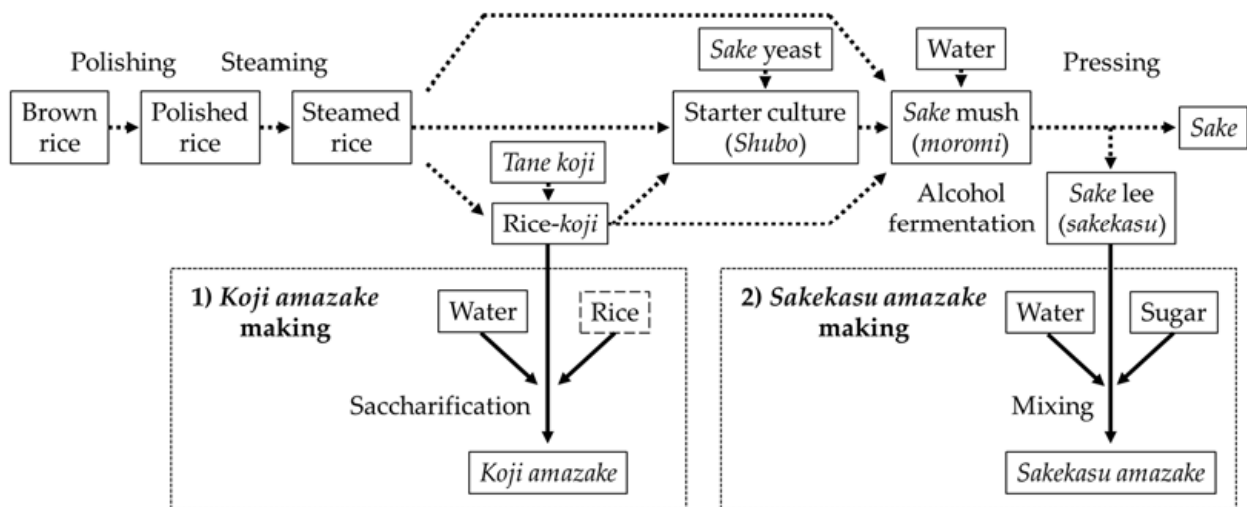 Polishing
Steaming
Brown
rice
Polished
rice
Steamed
rice
Sake yeast
Starter culture
(Shubo)
Water
Sake mush
(moromi)
Pressing
Sake
Tane koji
Rice-koji
Alcohol
fermentation
Sake lee
(sakekasu)
1) Koji amazake
making
Water
Rice
Saccharification
Koji amazake
2) Sakekasu amazake
making
Water
Sugar
Mixing
Sakekasu amazake